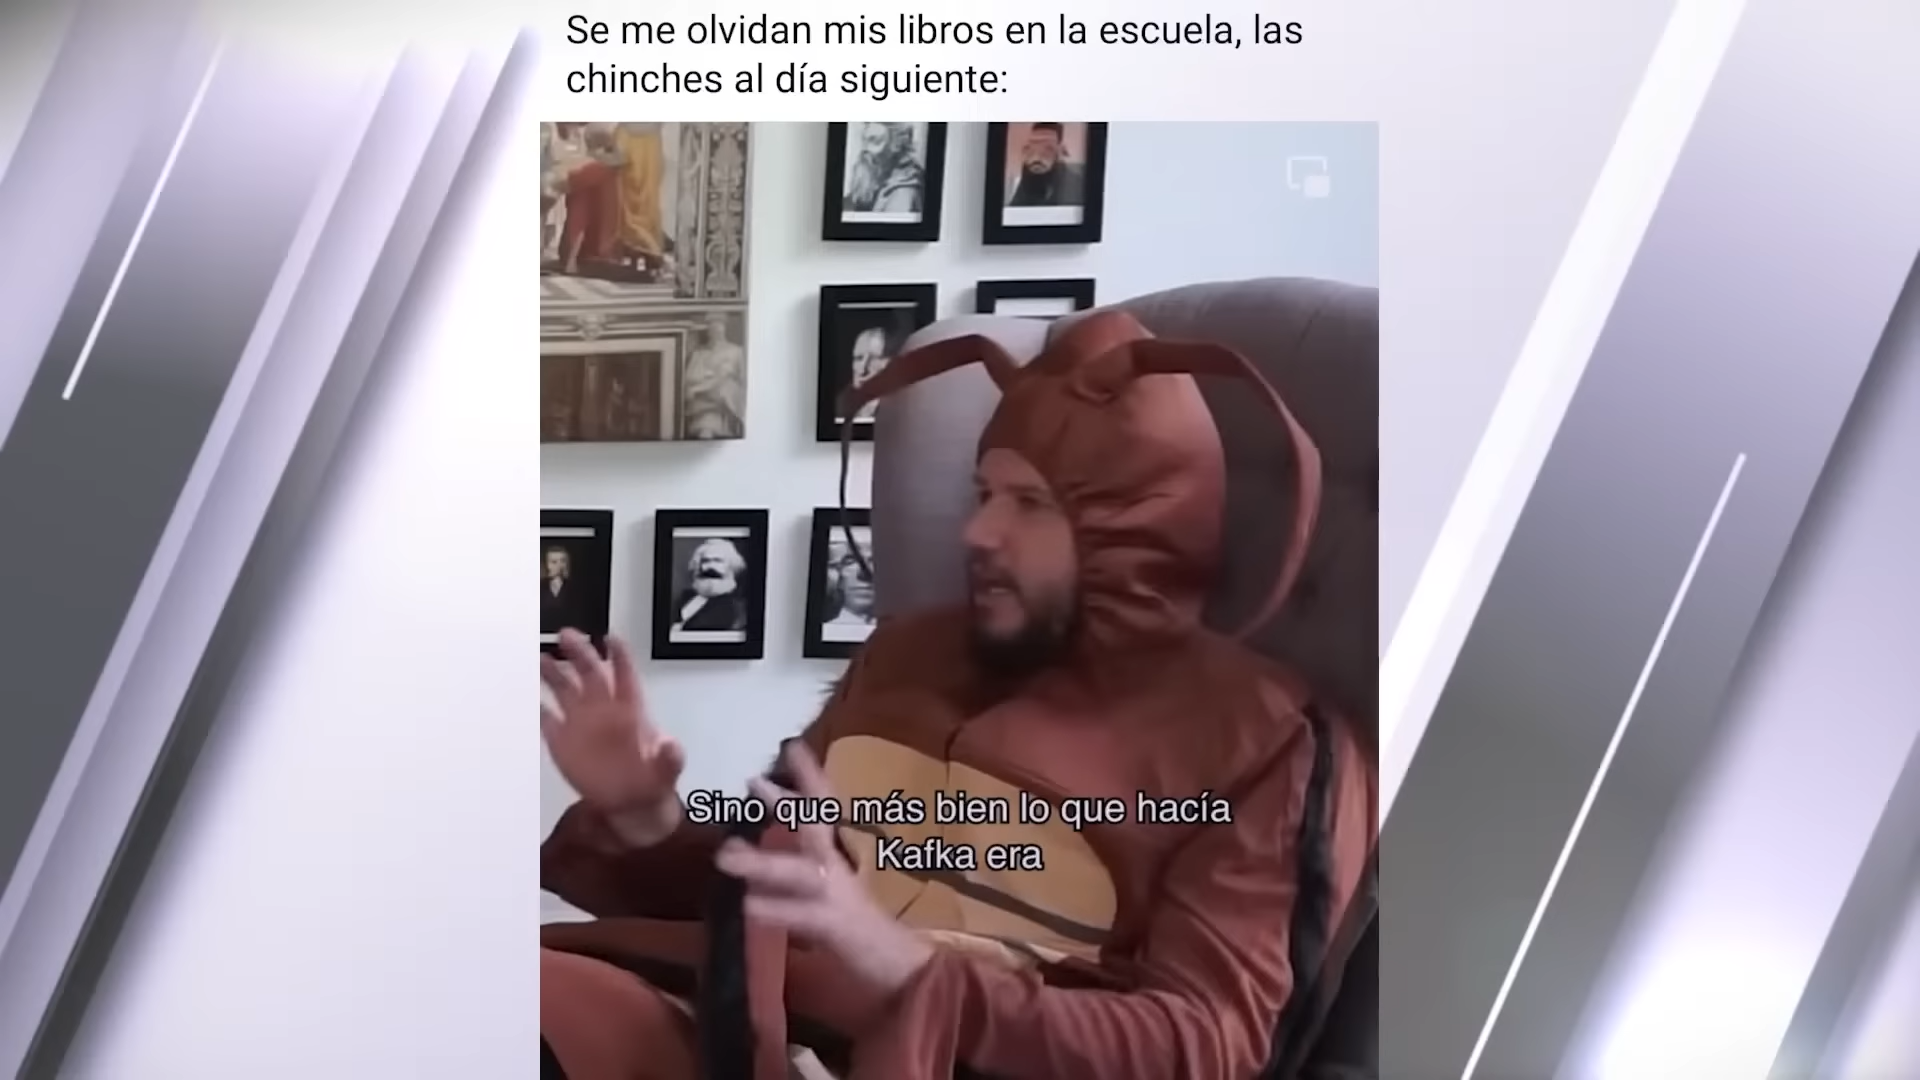 Se me olvidan mis libros en la escuela, las
chinches al día siguiente:
Sino que más bien lo que hacía
Kafka era